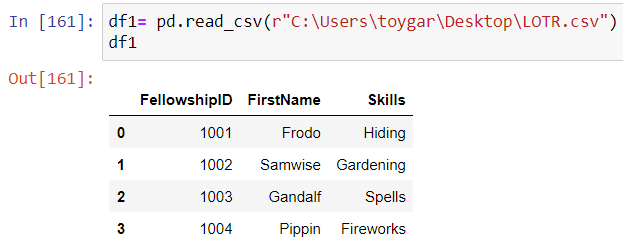 In [161]: df1= pd.read_csv(r"C:\Users\toygar\Desktop\LOTR.csv")
df1
Out[161]:
FellowshipID FirstName Skills
0 1001 Frodo Hiding
1 1002 Samwise Gardening
2 1003 Gandalf Spells
3 1004 Pippin Fireworks